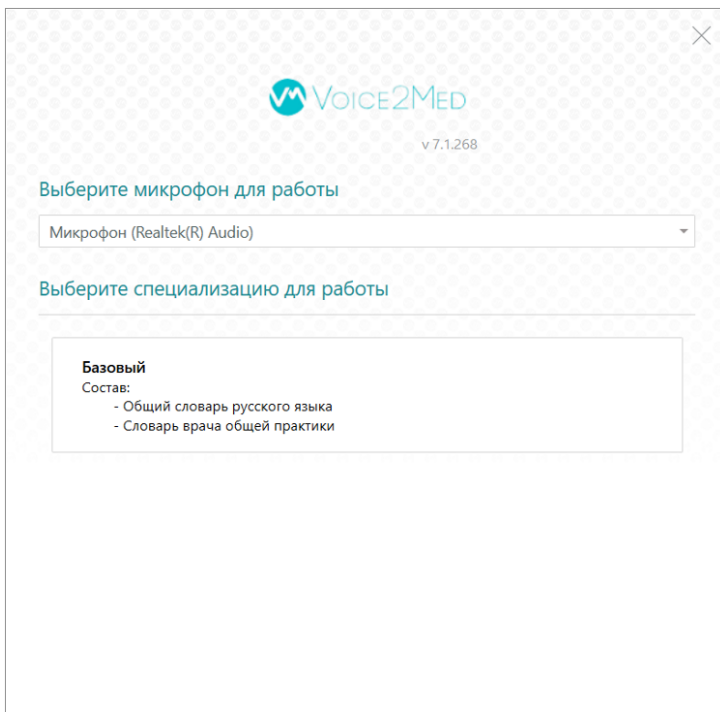 VOICE2MED
v 7.1.268
Выберите микрофон для работы
Микрофон (Realtek(R) Audio)
Выберите специализацию для работы
Базовый
Состав:
- Общий словарь русского языка
- Словарь врача общей практики